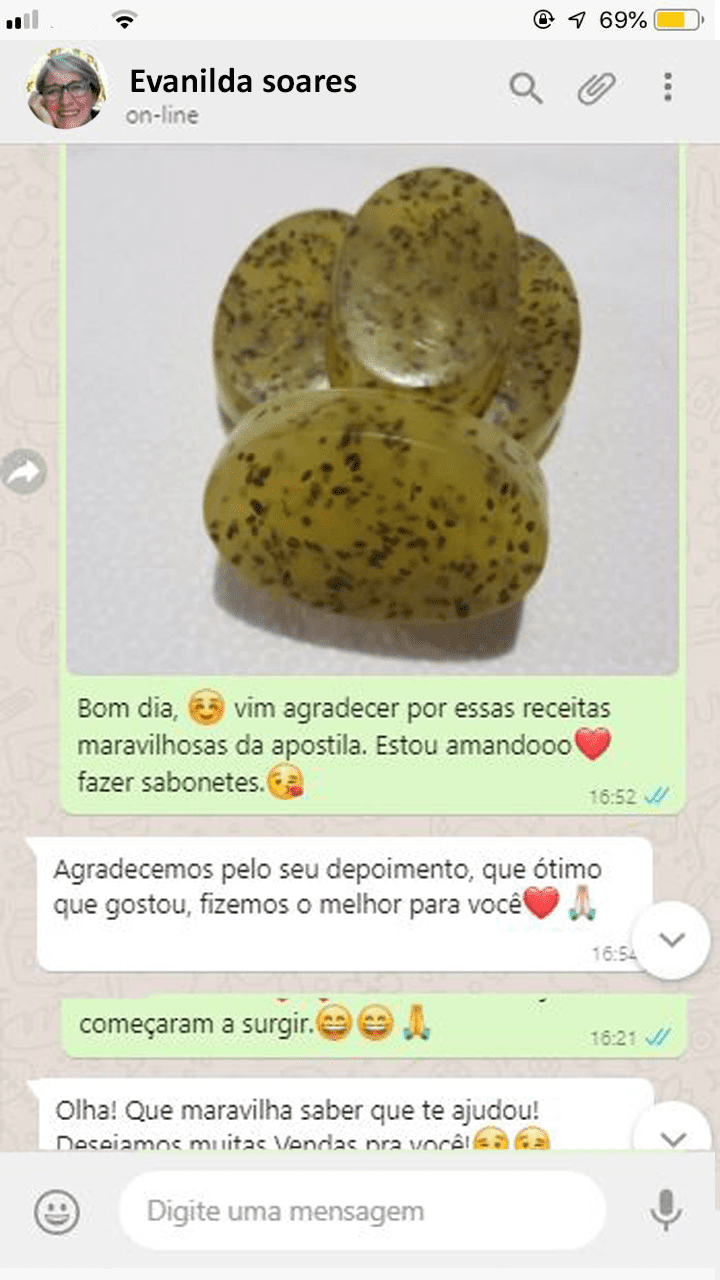 69%
Evanilda soares
on-line
Bom dia, ☺️ vim agradecer por essas receitas
maravilhosas da apostila. Estou amandooo❤️
fazer sabonetes.😘
16:52
Agradecemos pelo seu depoimento, que ótimo
que gostou, fizemos o melhor para você❤️🙏🏻
16:54
começaram a surgir.😄😄🙏
16:21
Olha! Que maravilha saber que te ajudou!
Desejamos muitas Vendas pra você!😊😉
Digite uma mensagem